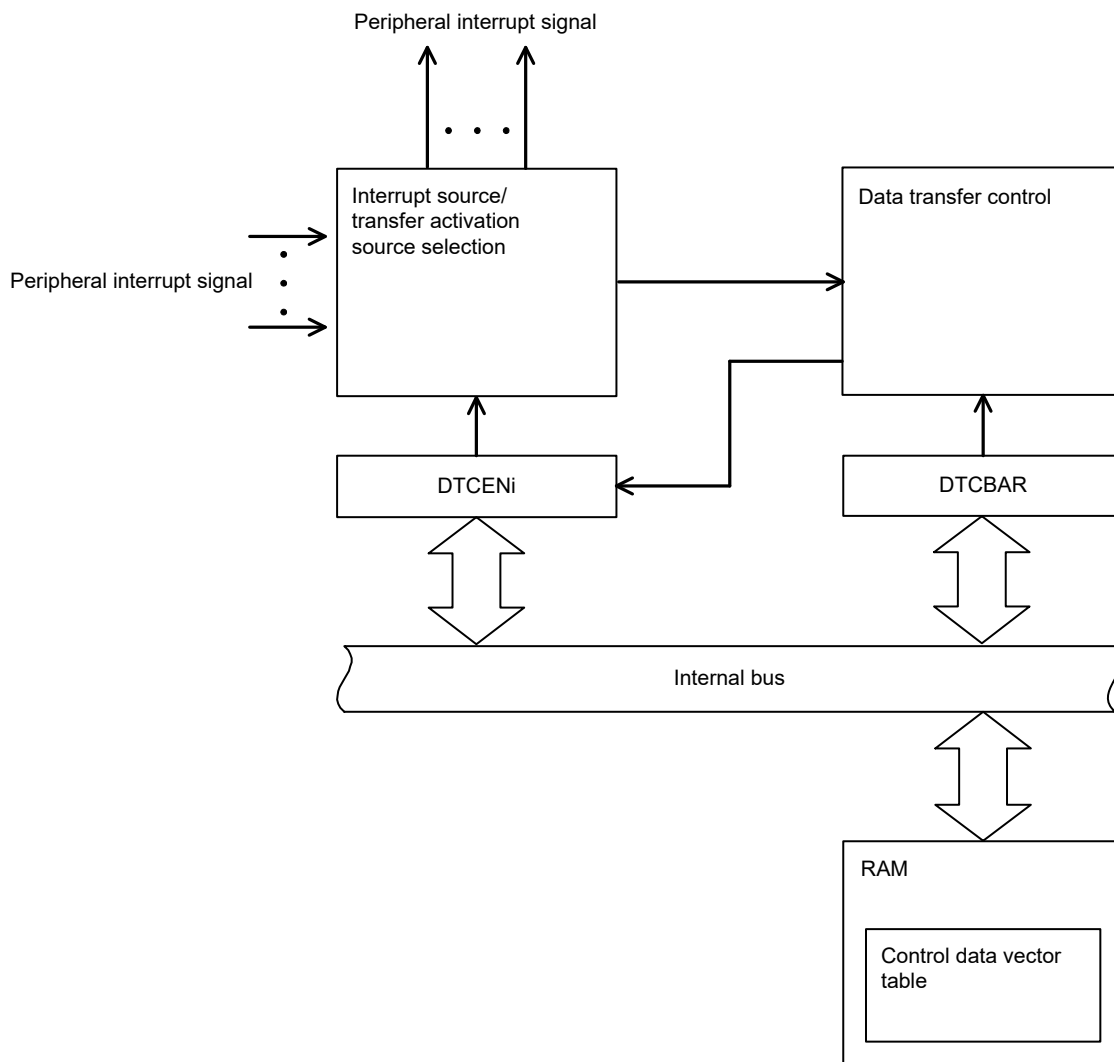 Peripheral interrupt signal
Interrupt source/
transfer activation
source selection
Data transfer control
Peripheral interrupt signal
DTCENi
DTCBAR
Internal bus
RAM
Control data vector
table